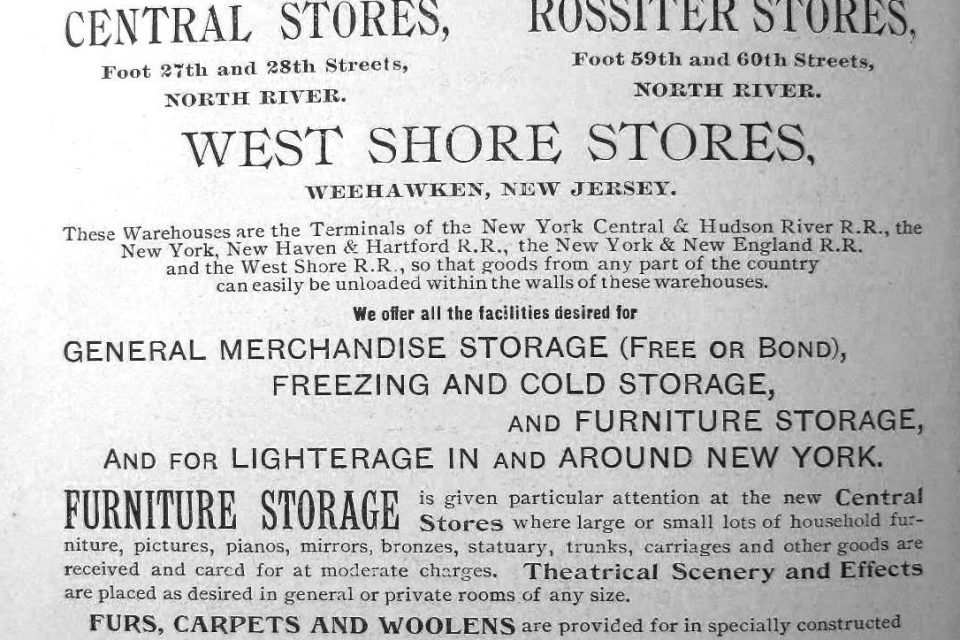 CENTRAL STORES,
Foot 27th and 28th Streets,
NORTH RIVER.
ROSSITER STORES,
Foot 59th and 60th Streets,
NORTH RIVER.
WEST SHORE STORES,
WEEHAWKEN, NEW JERSEY.
These Warehouses are the Terminals of the New York Central & Hudson River R.R., the
New York, New Haven & Hartford R.R., the New York & New England R.R.
and the West Shore R.R., so that goods from any part of the country
can easily be unloaded within the walls of these warehouses.
We offer all the facilities desired for
GENERAL MERCHANDISE STORAGE (FREE OR BOND),
FREEZING AND COLD STORAGE,
AND FURNITURE STORAGE,
AND FOR LIGHTERAGE IN AND AROUND NEW YORK.
FURNITURE STORAGE is given particular attention at the new Central
Stores where large or small lots of household fur-
niture, pictures, pianos, mirrors, bronzes, statuary, trunks, carriages and other goods are
received and cared for at moderate charges. Theatrical Scenery and Effects
are placed as desired in general or private rooms of any size.
FURS, CARPETS AND WOOLENS are provided for in specially constructed